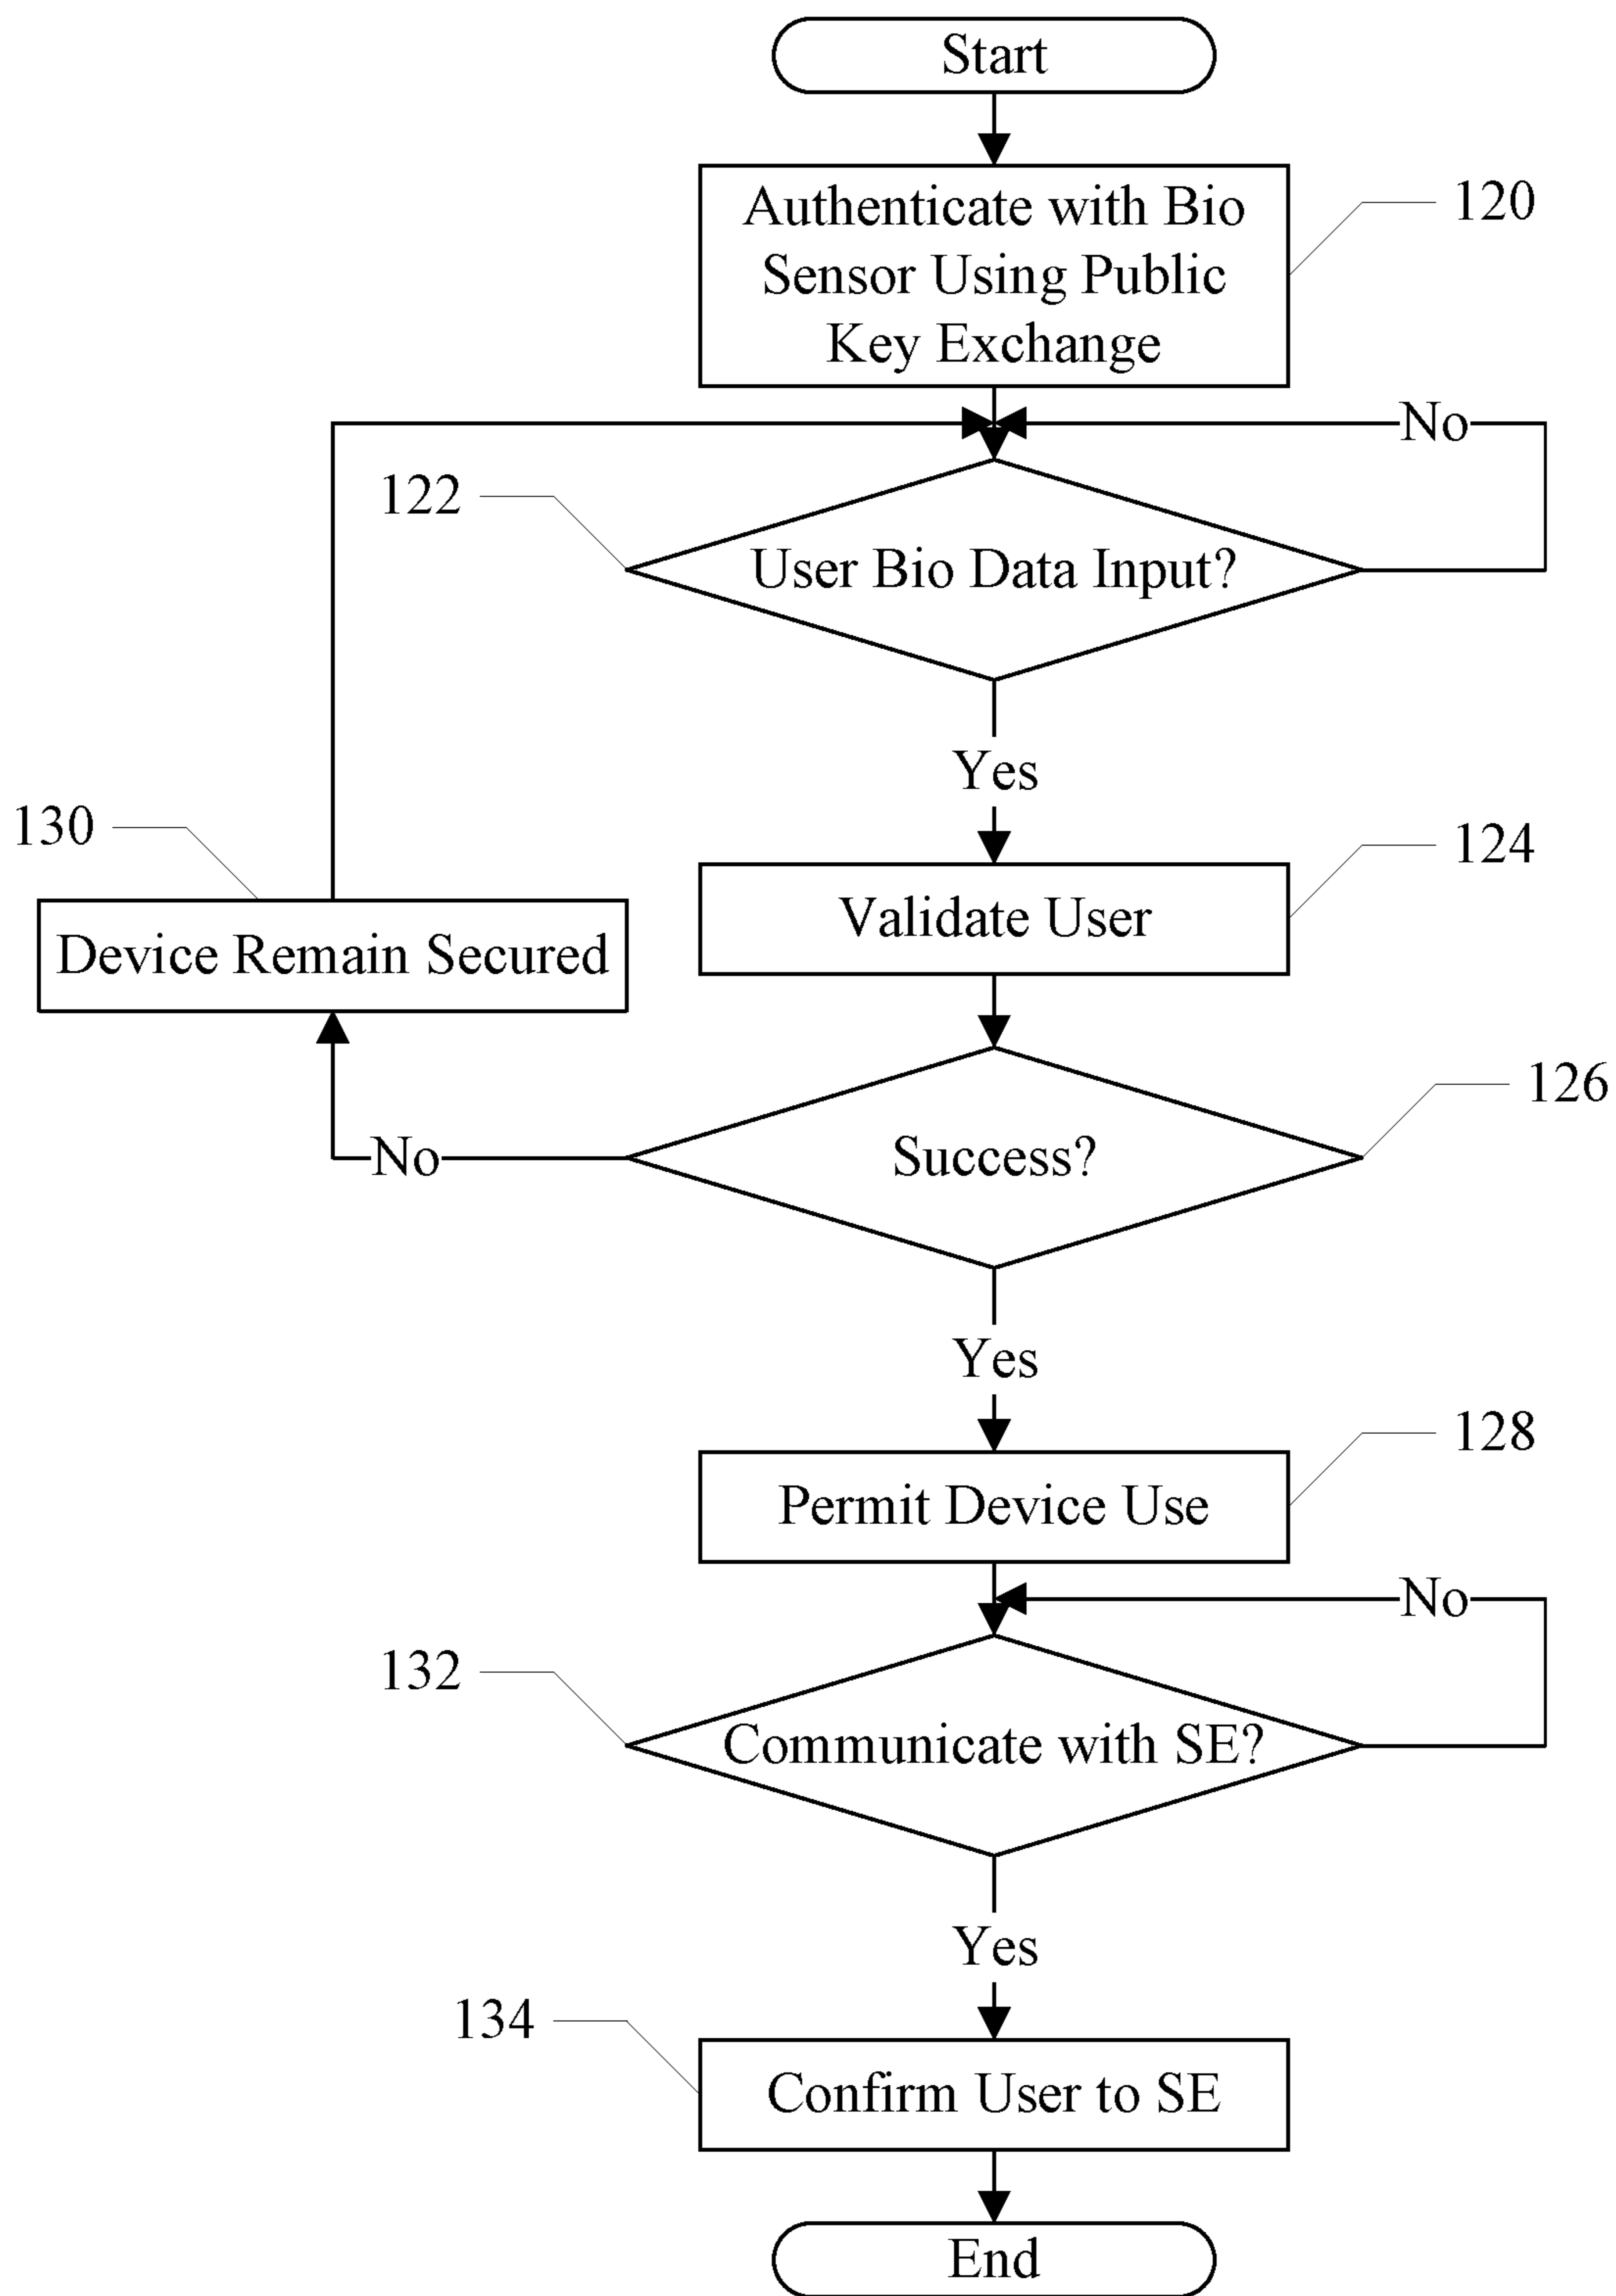 Start
Authenticate with Bio
Sensor Using Public
Key Exchange
120
No
122
User Bio Data Input?
Yes
130
124
Validate User
Device Remain Secured
126
Success?
No
Yes
128
Permit Device Use
No
132
Communicate with SE?
Yes
134
Confirm User to SE
End